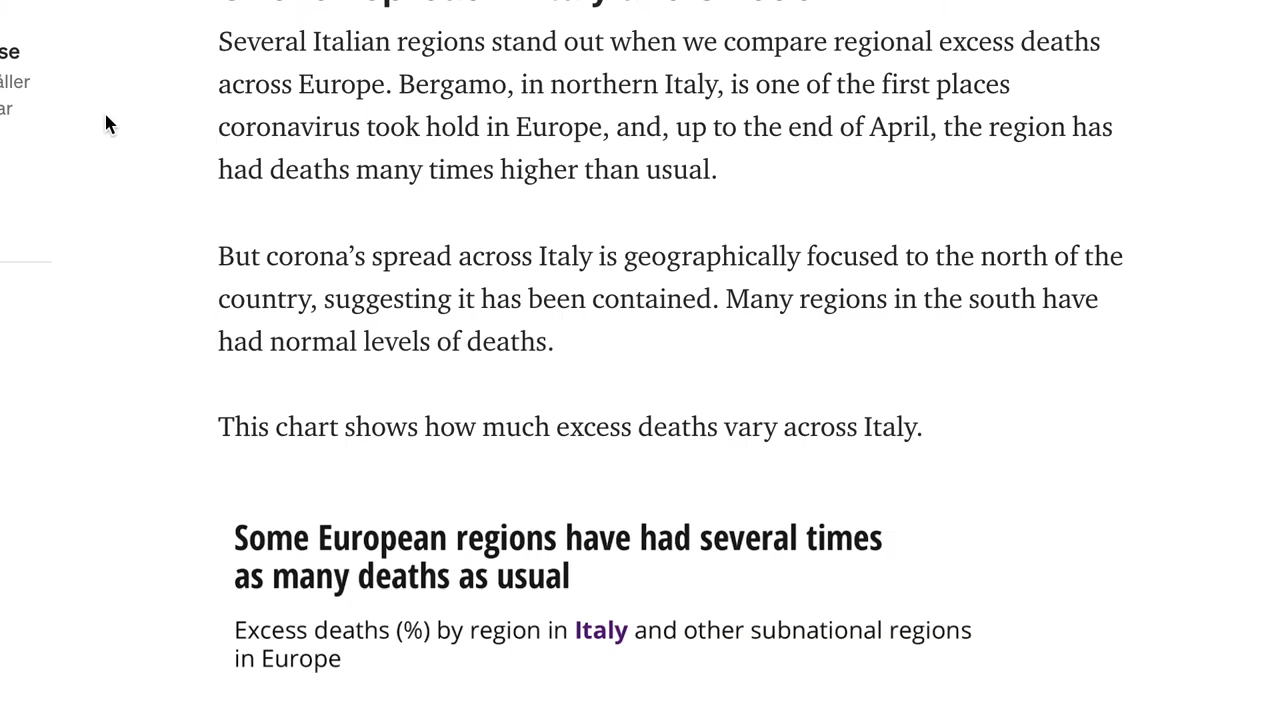 se
åller
ar
Several Italian regions stand out when we compare regional excess deaths
across Europe. Bergamo, in northern Italy, is one of the first places
coronavirus took hold in Europe, and, up to the end of April, the region has
had deaths many times higher than usual.
But corona’s spread across Italy is geographically focused to the north of the
country, suggesting it has been contained. Many regions in the south have
had normal levels of deaths.
This chart shows how much excess deaths vary across Italy.
Some European regions have had several times
as many deaths as usual
Excess deaths (%) by region in Italy and other subnational regions
in Europe